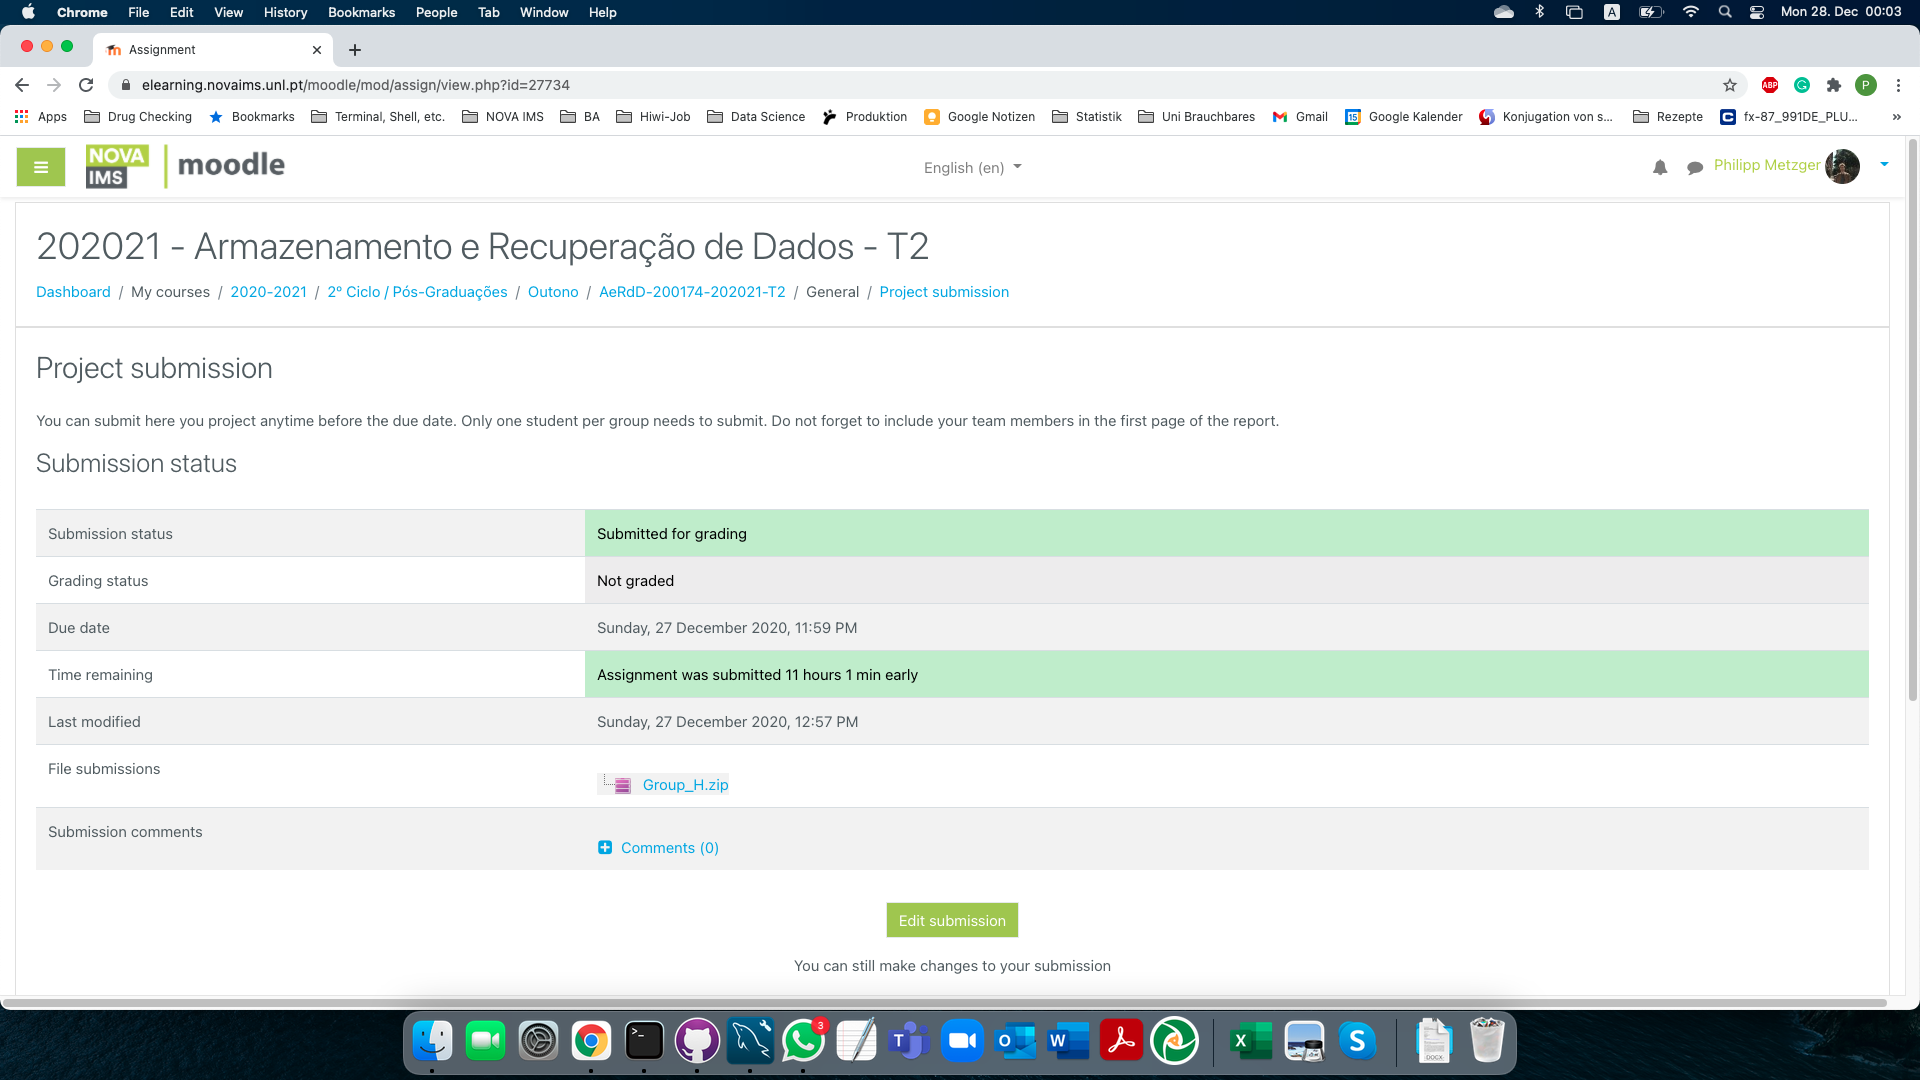 Chrome File Edit View History Bookmarks People Tab Window Help A Mon 28. Dec 00:03
Assignment
elearning.novaims.unl.pt/moodle/mod/assign/view.php?id=27734 ABP P
Apps Drug Checking Bookmarks Terminal, Shell, etc. NOVA IMS BA Hiwi-Job Data Science Produktion Google Notizen Statistik Uni Brauchbares Gmail 15 Google Kalender Konjugation von s... Rezepte C fx-87_991DE_PLU... »
NOVA IMS moodle English (en) Philipp Metzger
202021 - Armazenamento e Recuperação de Dados - T2
Dashboard / My courses / 2020-2021 / 2º Ciclo / Pós-Graduações / Outono / AeRdD-200174-202021-T2 / General / Project submission
Project submission
You can submit here you project anytime before the due date. Only one student per group needs to submit. Do not forget to include your team members in the first page of the report.
Submission status
Submission status Submitted for grading
Grading status Not graded
Due date Sunday, 27 December 2020, 11:59 PM
Time remaining Assignment was submitted 11 hours 1 min early
Last modified Sunday, 27 December 2020, 12:57 PM
File submissions
Group_H.zip
Submission comments
Comments (0)
Edit submission
You can still make changes to your submission
>_ 3 T O W X S DOCX